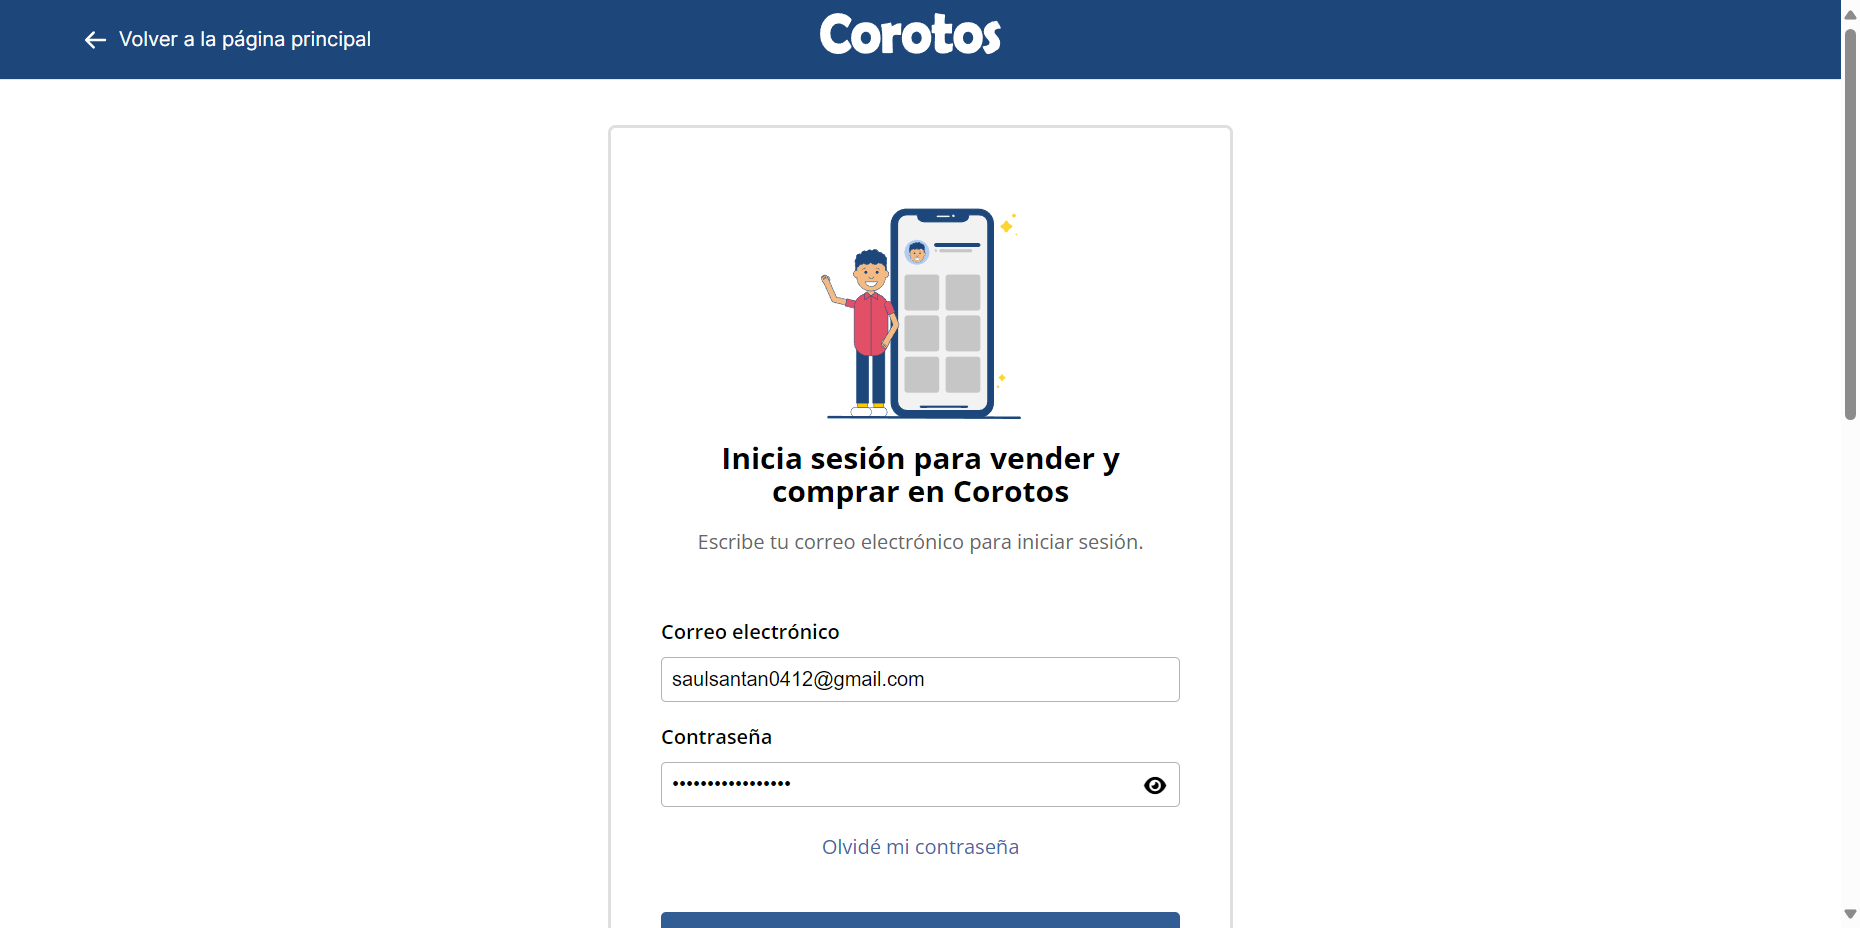 Volver a la página principal
Corotos
Inicia sesión para vender y
comprar en Corotos
Escribe tu correo electrónico para iniciar sesión.
Correo electrónico
saulsantan0412@gmail.com
Contraseña
•••••••••••••••••
Olvidé mi contraseña